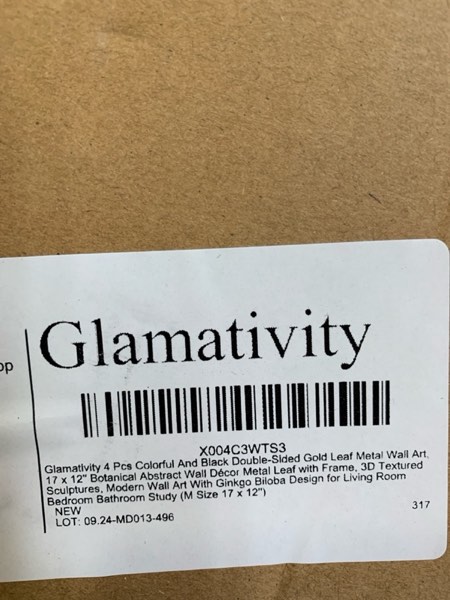 op
Glamativity
X004C3WTS3
Glamativity 4 Pcs Colorful And Black Double-Sided Gold Leaf Metal Wall Art,
17 x 12" Botanical Abstract Wall Décor Metal Leaf with Frame, 3D Textured
Sculptures, Modern Wall Art With Ginkgo Biloba Design for Living Room
Bedroom Bathroom Study (M Size 17 x 12")
NEW
LOT: 09.24-MD013-496
317